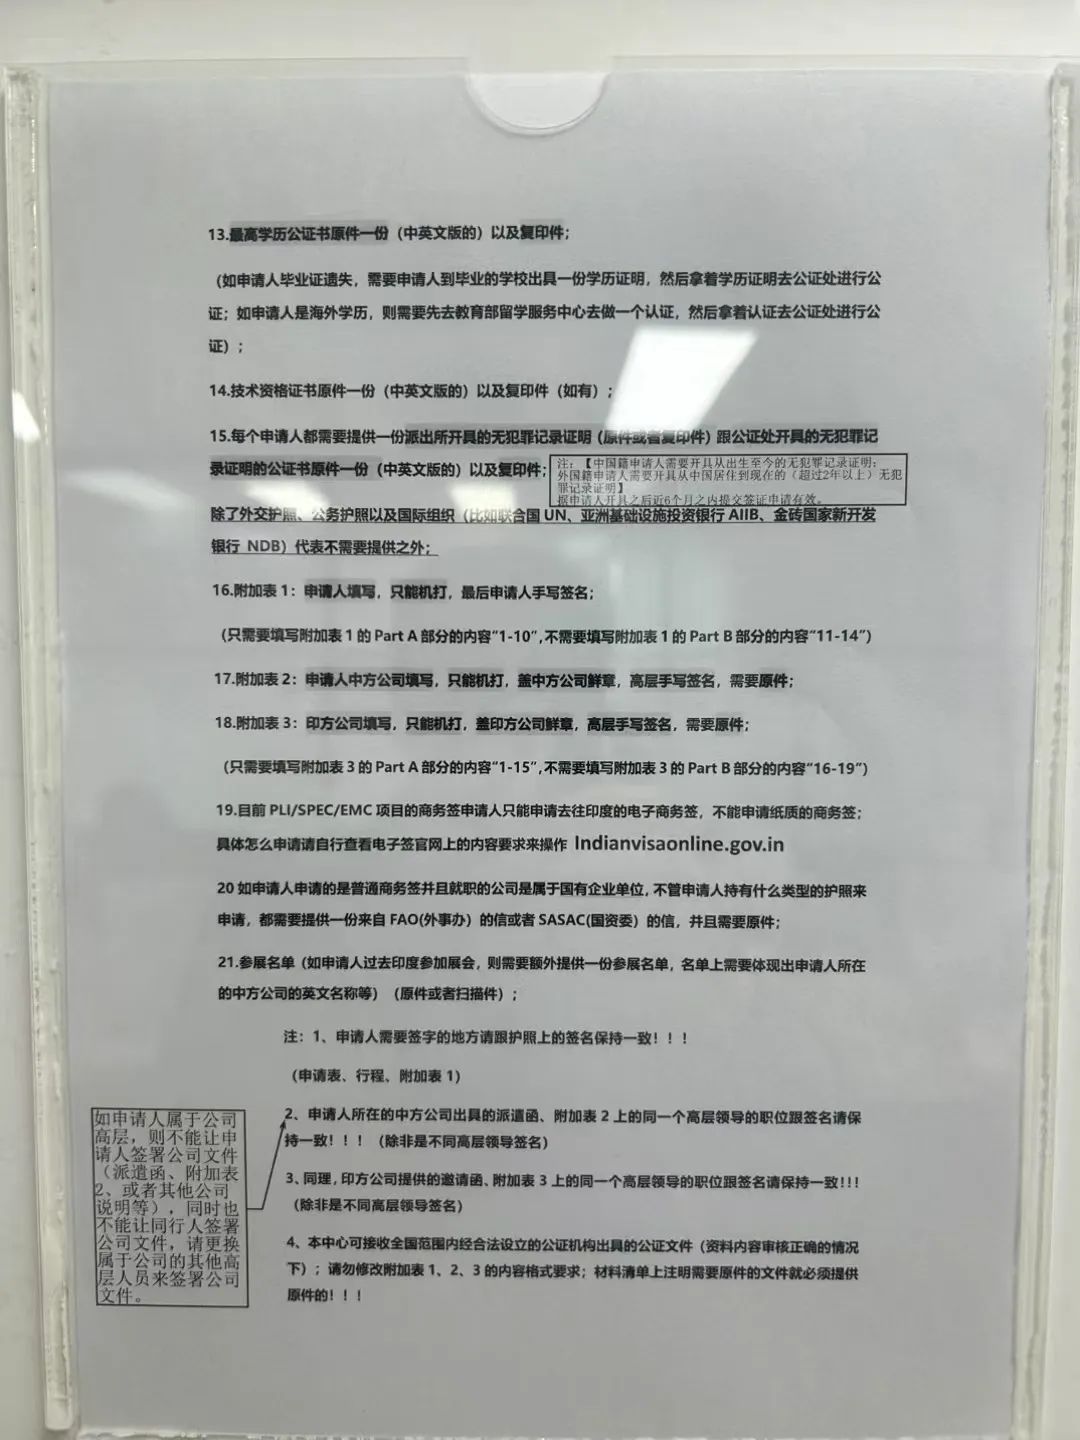 13.最高学历公证书原件一份（中英文版的）以及复印件；
（如申请人毕业证遗失，需要申请人到毕业的学校出具一份学历证明，然后拿着学历证明去公证处进行公
证；如申请人是海外学历，则需要先去教育部留学服务中心去做一个认证，然后拿着认证去公证处进行公
证）；
14.技术资格证书原件一份（中英文版的）以及复印件（如有）；
15.每个申请人都需要提供一份派出所开具的无犯罪记录证明（原件或者复印件）跟公证处开具的无犯罪记
录证明的公证书原件一份（中英文版的）以及复印件；
注：【中国籍申请人需要开具从出生至今的无犯罪记录证明；
外国籍申请人需要开具从中国居住到现在的（超过2年以上）无犯
罪记录证明】
据申请人开具之后近6个月之内提交签证申请有效。
除了外交护照、公务护照以及国际组织（比如联合国 UN、亚洲基础设施投资银行 AIIB、金砖国家新开发
银行 NDB）代表不需要提供之外；
16.附加表 1：申请人填写，只能机打，最后申请人手写签名；
（只需要填写附加表 1 的 Part A 部分的内容“1-10”,不需要填写附加表 1 的 Part B 部分的内容“11-14”）
17.附加表 2：申请人中方公司填写，只能机打，盖中方公司鲜章，高层手写签名，需要原件；
18.附加表 3：印方公司填写，只能机打，盖印方公司鲜章，高层手写签名，需要原件；
（只需要填写附加表 3 的 Part A 部分的内容“1-15”,不需要填写附加表 3 的 Part B 部分的内容“16-19”）
19.目前 PLI/SPEC/EMC 项目的商务签申请人只能申请去往印度的电子商务签，不能申请纸质的商务签；
具体怎么申请请自行查看电子签官网上的内容要求来操作 Indianvisaonline.gov.in
20 如申请人申请的是普通商务签并且就职的公司是属于国有企业单位，不管申请人持有什么类型的护照来
申请，都需要提供一份来自 FAO(外事办）的信或者 SASAC(国资委）的信，并且需要原件；
21.参展名单（如申请人过去印度参加展会，则需要额外提供一份参展名单，名单上需要体现出申请人所在
的中方公司的英文名称等）（原件或者扫描件）；
注：1、申请人需要签字的地方请跟护照上的签名保持一致！！！
（申请表、行程、附加表 1）
2、申请人所在的中方公司出具的派遣函、附加表 2 上的同一个高层领导的职位跟签名请保
持一致！！！（除非是不同高层领导签名）
3、同理，印方公司提供的邀请函、附加表 3 上的同一个高层领导的职位跟签名请保持一致!!!
（除非是不同高层领导签名）
4、本中心可接收全国范围内经合法设立的公证机构出具的公证文件（资料内容审核正确的情况
下）；请勿修改附加表 1、2、3 的内容格式要求；材料清单上注明需要原件的文件就必须提供
原件的！！！
如申请人属于公司
高层，则不能让申
请人签署公司文件
（派遣函、附加表
2、或者其他公司
说明等），同时也
不能让同行人签署
公司文件，请更换
属于公司的其他高
层人员来签署公司
文件。